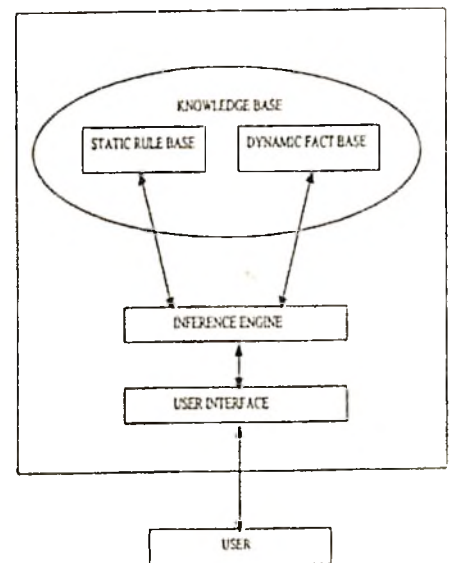 KNOWLEDGE BASE
STATIC RULE BASE
DYNAMIC FACT BASE
INFERENCE ENGINE
USER INTERFACE
USER